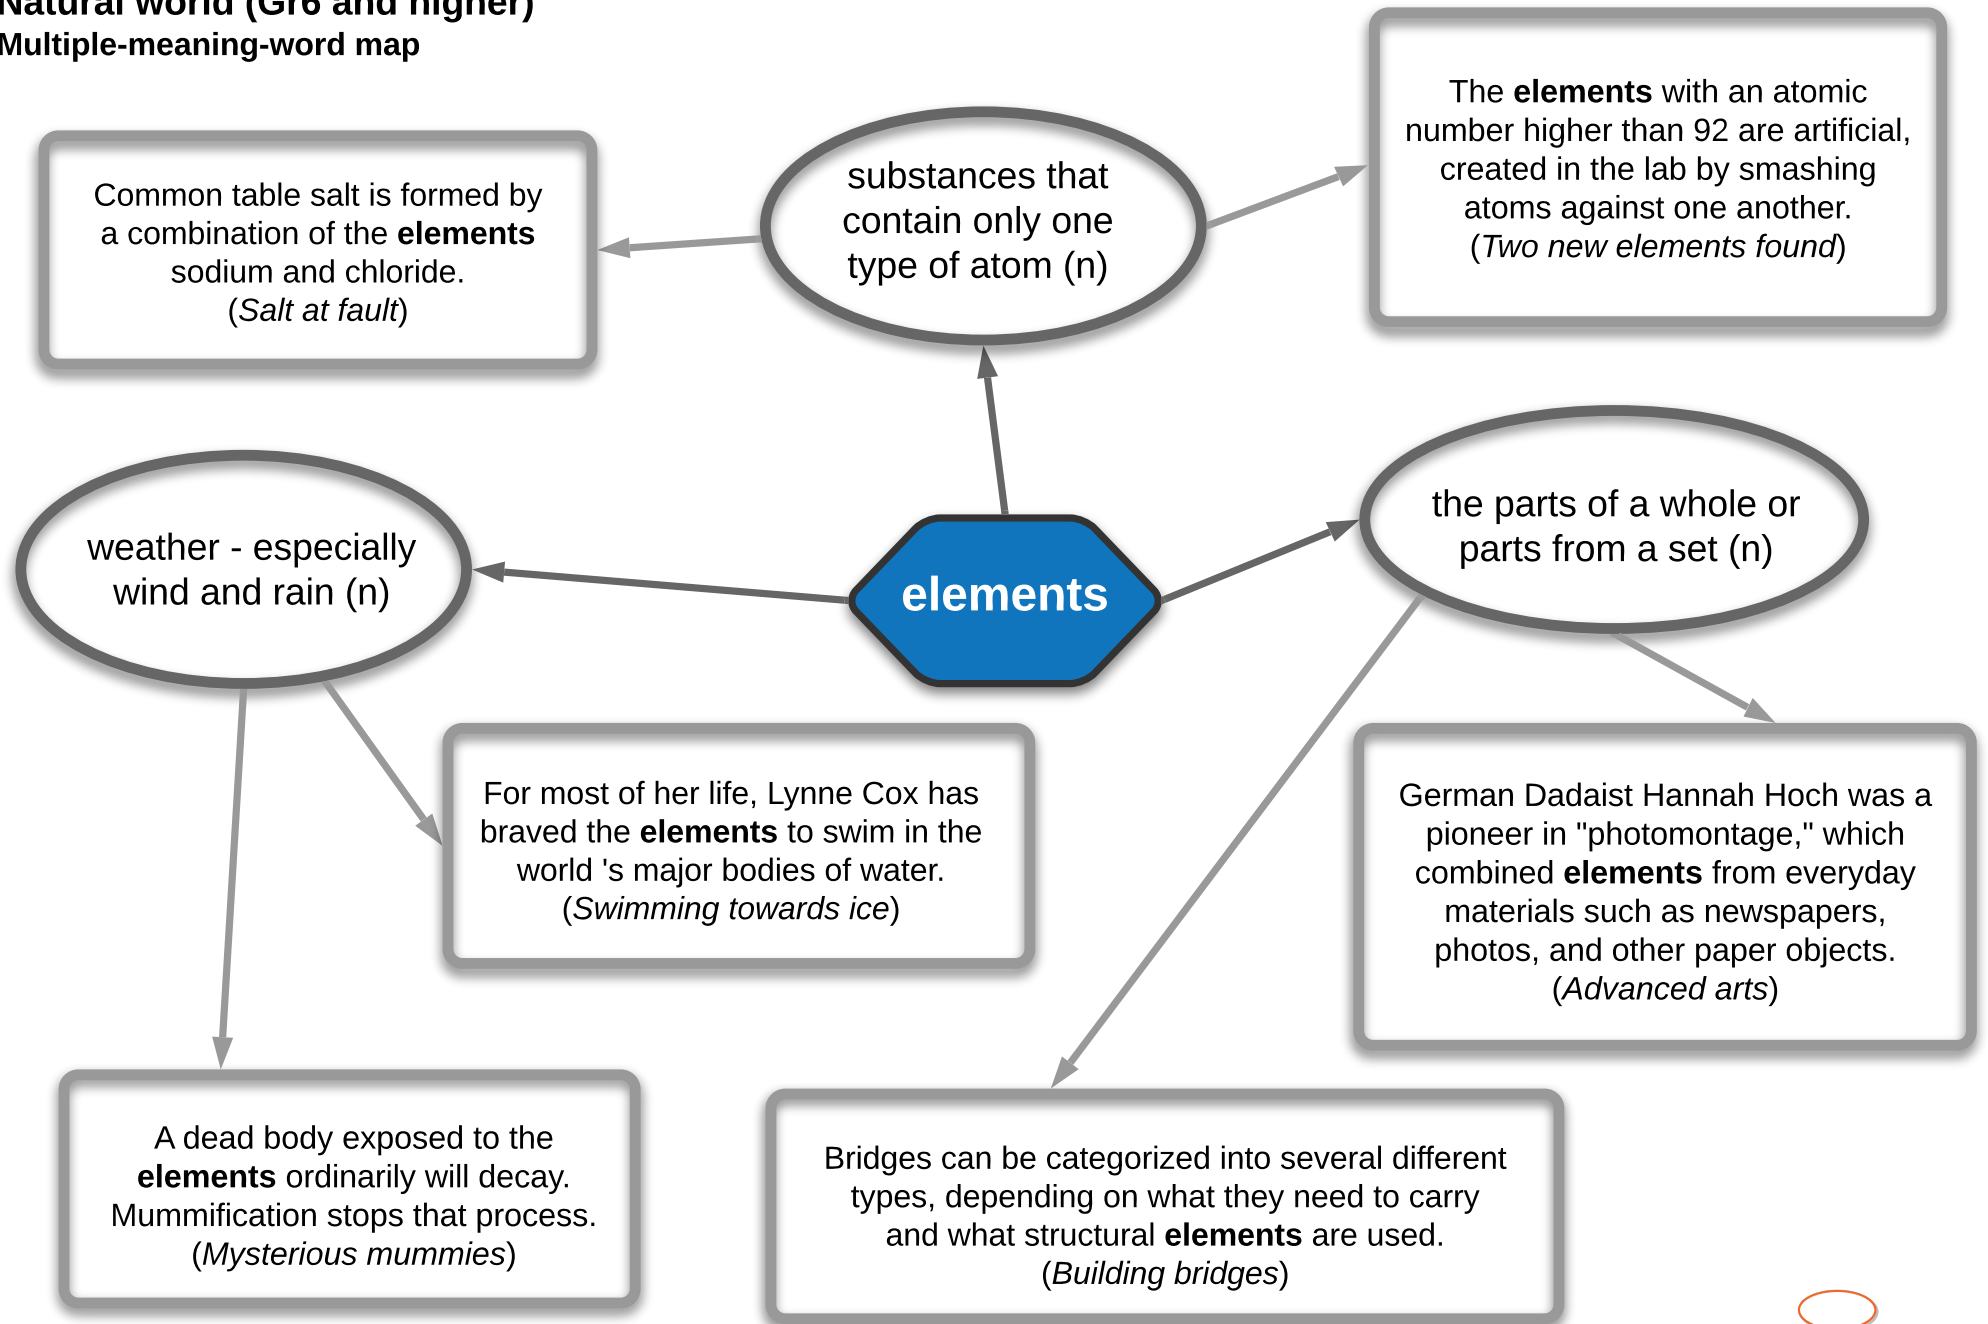 Natural world (Gr6 and higher)
Multiple-meaning-word map
The elements with an atomic
number higher than 92 are artificial,
created in the lab by smashing
atoms against one another.
(Two new elements found)
substances that
contain only one
type of atom (n)
Common table salt is formed by
a combination of the elements
sodium and chloride.
(Salt at fault)
the parts of a whole or
parts from a set (n)
weather - especially
wind and rain (n)
elements
For most of her life, Lynne Cox has
braved the elements to swim in the
world 's major bodies of water.
(Swimming towards ice)
German Dadaist Hannah Hoch was a
pioneer in "photomontage," which
combined elements from everyday
materials such as newspapers,
photos, and other paper objects.
(Advanced arts)
A dead body exposed to the
elements ordinarily will decay.
Mummification stops that process.
(Mysterious mummies)
Bridges can be categorized into several different
types, depending on what they need to carry
and what structural elements are used.
(Building bridges)